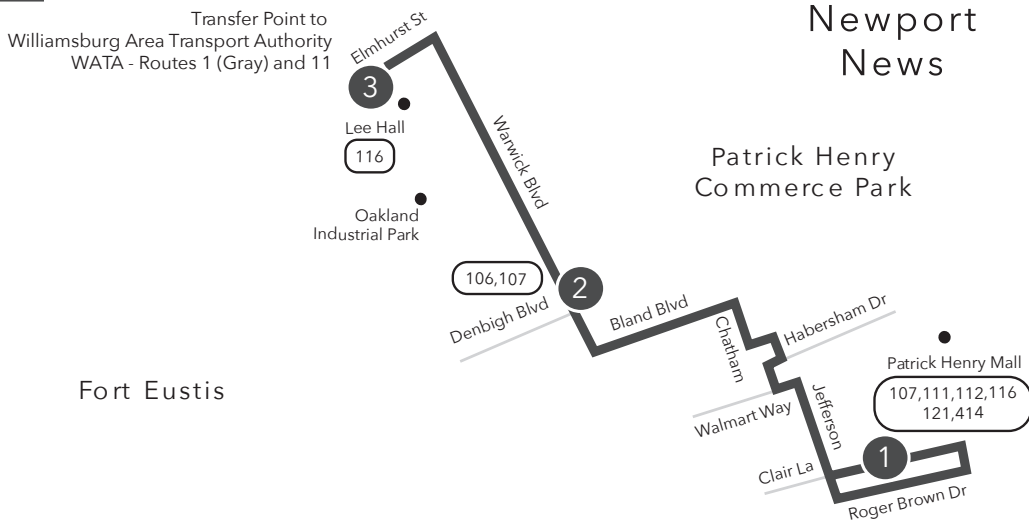 Transfer Point to
Williamsburg Area Transport Authority
WATA - Routes 1 (Gray) and 11
Newport
News
Elmhurst St
3
Lee Hall
116
Warwick Blvd
Patrick Henry
Commerce Park
Oakland
Industrial Park
106,107
2
Denbigh Blvd
Bland Blvd
Chatham
Habersham Dr
Fort Eustis
Patrick Henry Mall
107,111,112,116
121,414
Walmart Way
Jefferson
1
Clair La
Roger Brown Dr